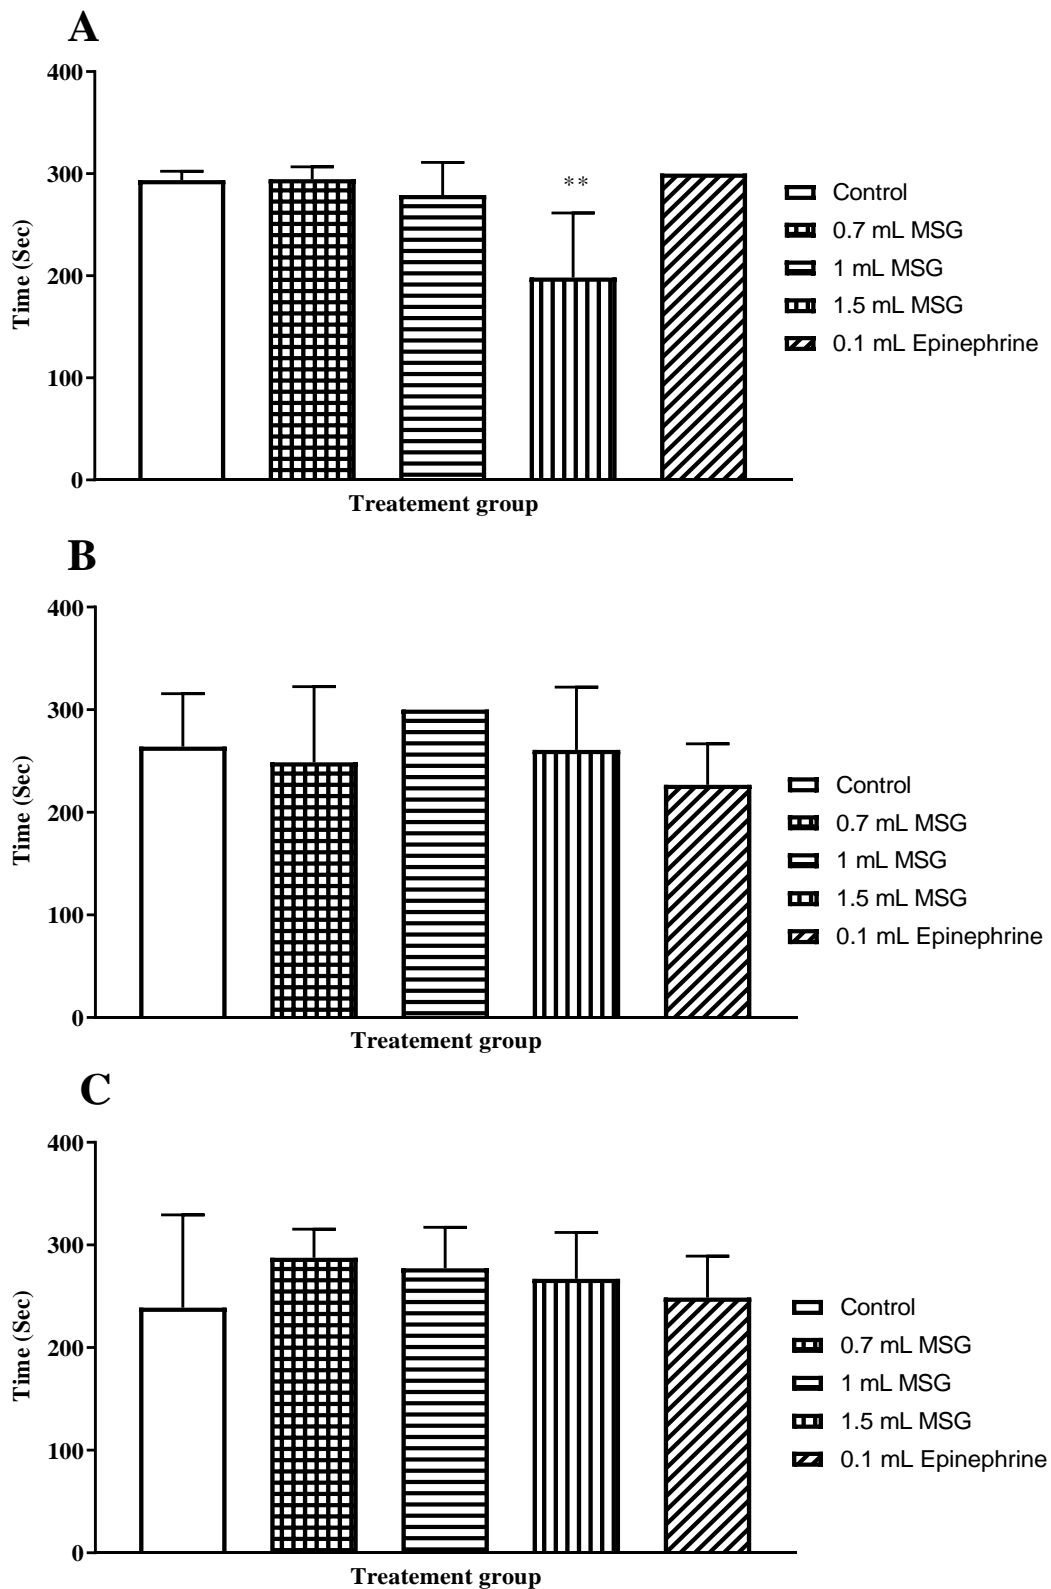 A
400
300
200
100
0
Time (Sec)
**
Treatement group
Control
0.7 mL MSG
1 mL MSG
1.5 mL MSG
0.1 mL Epinephrine
B
400
300
200
100
0
Time (Sec)
Treatement group
Control
0.7 mL MSG
1 mL MSG
1.5 mL MSG
0.1 mL Epinephrine
C
400
300
200
100
0
Time (Sec)
Treatement group
Control
0.7 mL MSG
1 mL MSG
1.5 mL MSG
0.1 mL Epinephrine